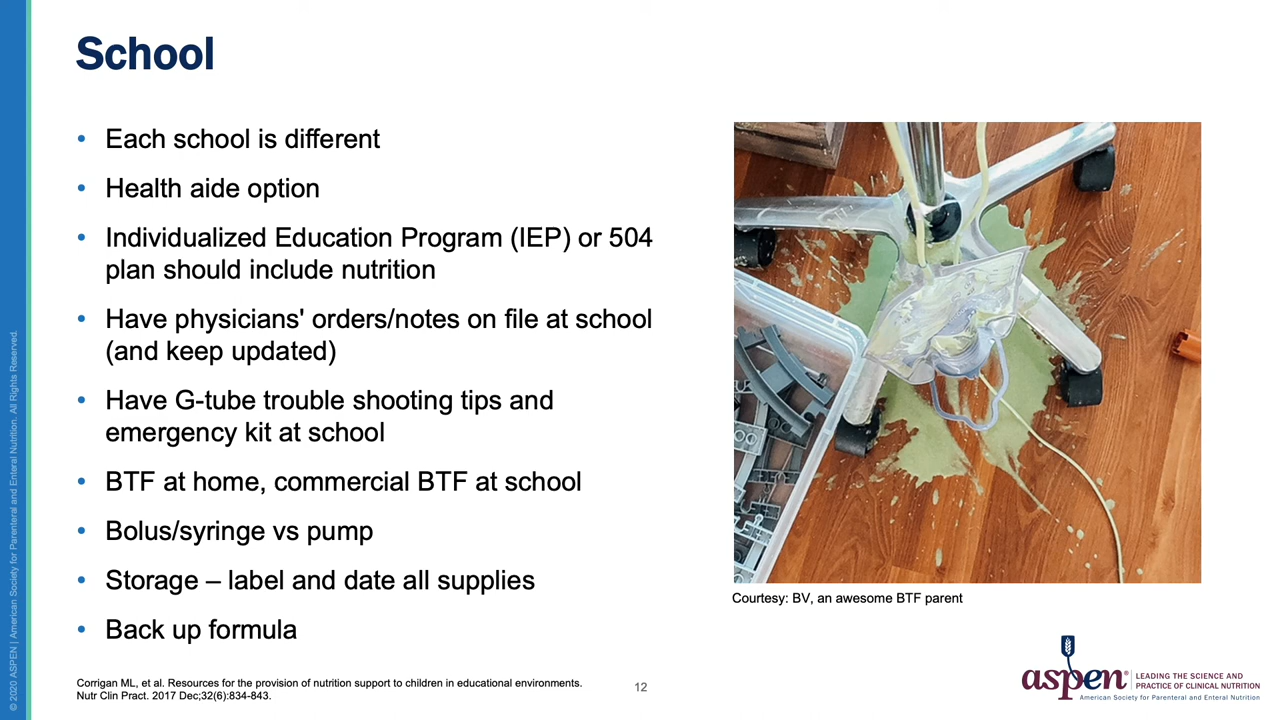 School
• Each school is different
• Health aide option
• Individualized Education Program (IEP) or 504
plan should include nutrition
• Have physicians' orders/notes on file at school
(and keep updated)
• Have G-tube trouble shooting tips and
emergency kit at school
• BTF at home, commercial BTF at school
• Bolus/syringe vs pump
• Storage – label and date all supplies
• Back up formula
Courtesy: BV, an awesome BTF parent
Corrigan ML, et al. Resources for the provision of nutrition support to children in educational environments.
Nutr Clin Pract. 2017 Dec;32(6):834-843.
12
aspen®
LEADING THE SCIENCE AND
PRACTICE OF CLINICAL NUTRITION
American Society for Parenteral and Enteral Nutrition
© 2020 ASPEN | American Society for Parenteral and Enteral Nutrition. All Rights Reserved.